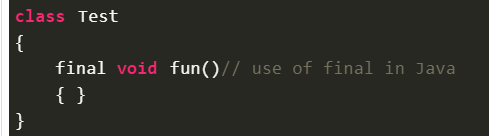 class Test
{
    final void fun()// use of final in Java
    { }
}